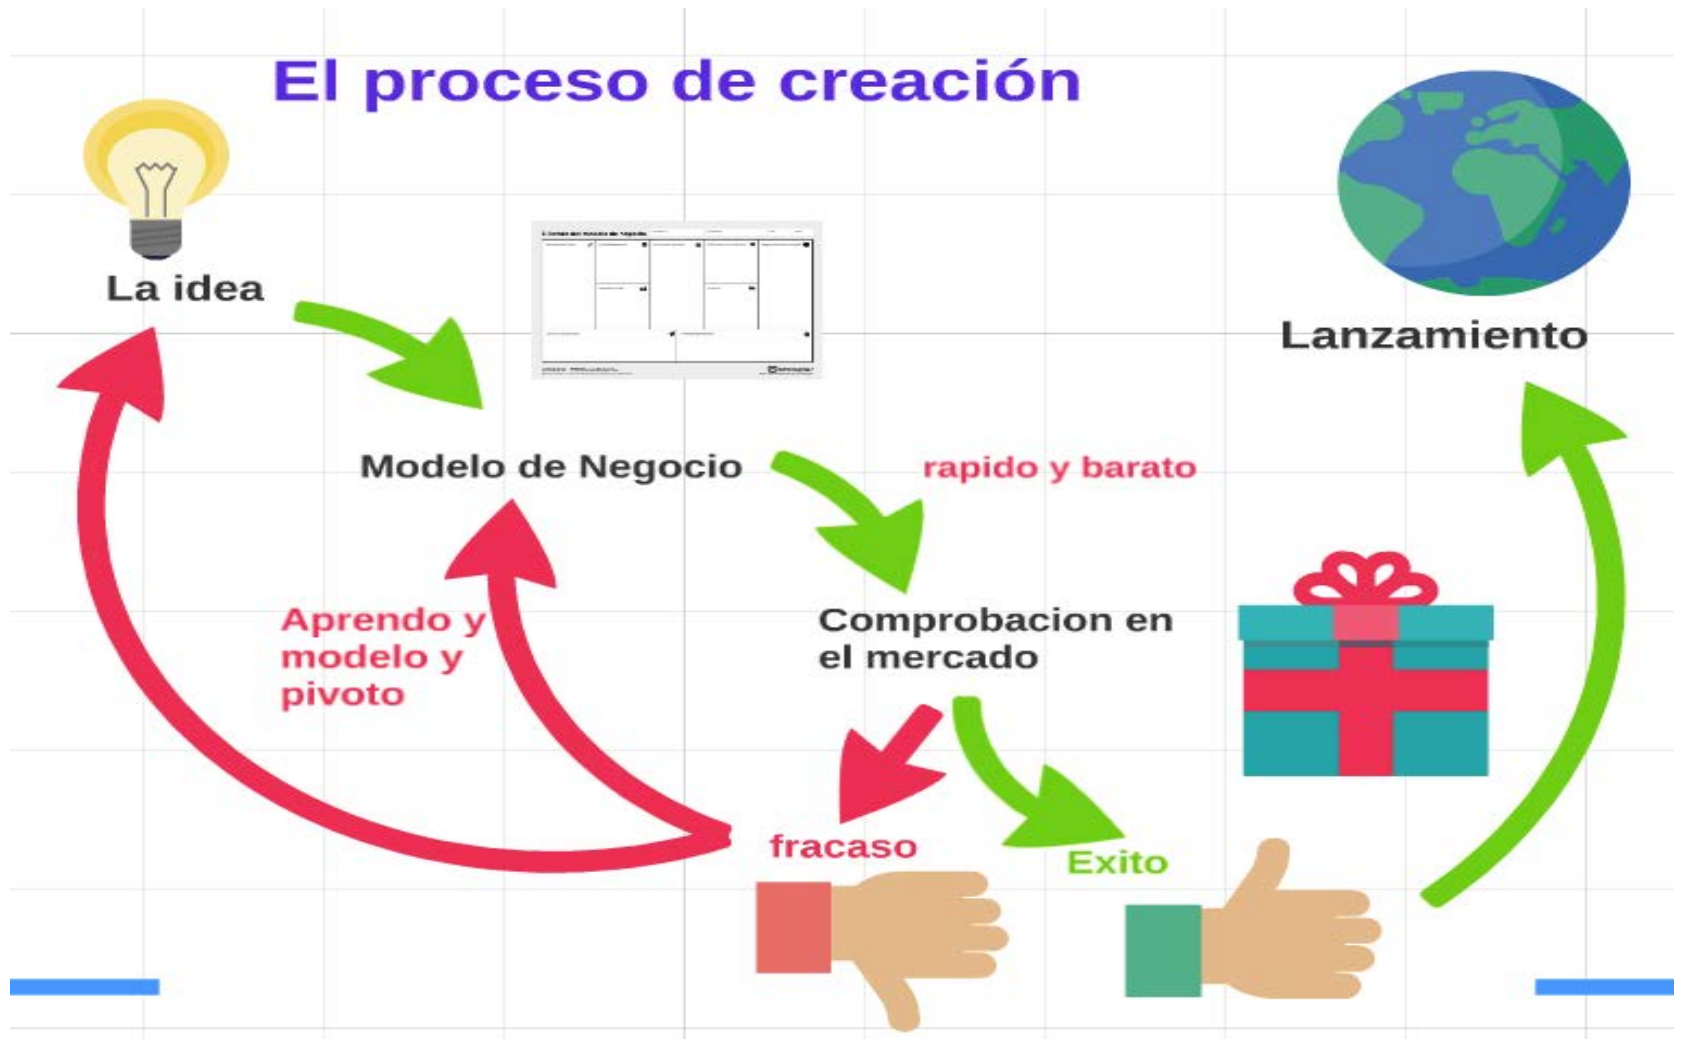 El proceso de creación
La idea
Lanzamiento
Modelo de Negocio
rapido y barato
Aprendo y
modelo y
pivoto
Comprobacion en
el mercado
fracaso
Exito